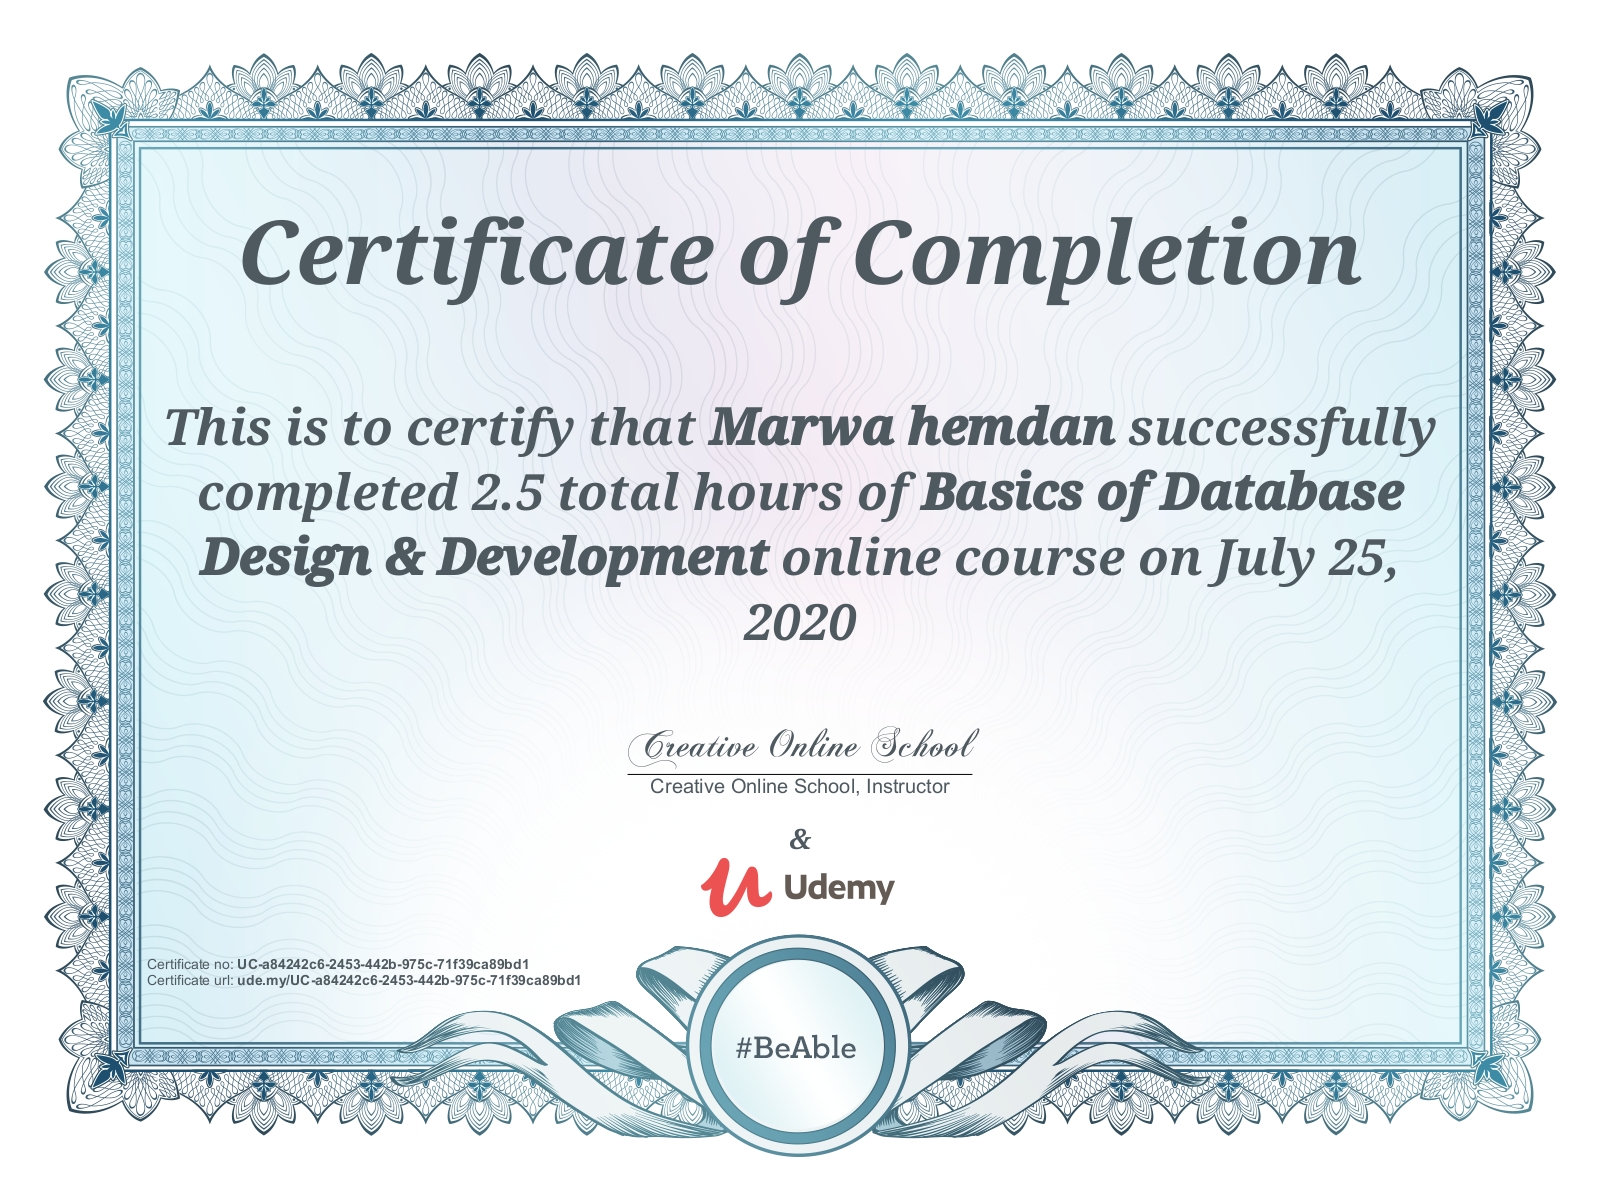 Certificate of Completion
This is to certify that Marwa hemdan successfully
completed 2.5 total hours of Basics of Database
Design & Development online course on July 25,
2020
Creative Online School
Creative Online School, Instructor
&
Udemy
Certificate no: UC-a84242c6-2453-442b-975c-71f39ca89bd1
Certificate url: ude.my/UC-a84242c6-2453-442b-975c-71f39ca89bd1
#BeAble